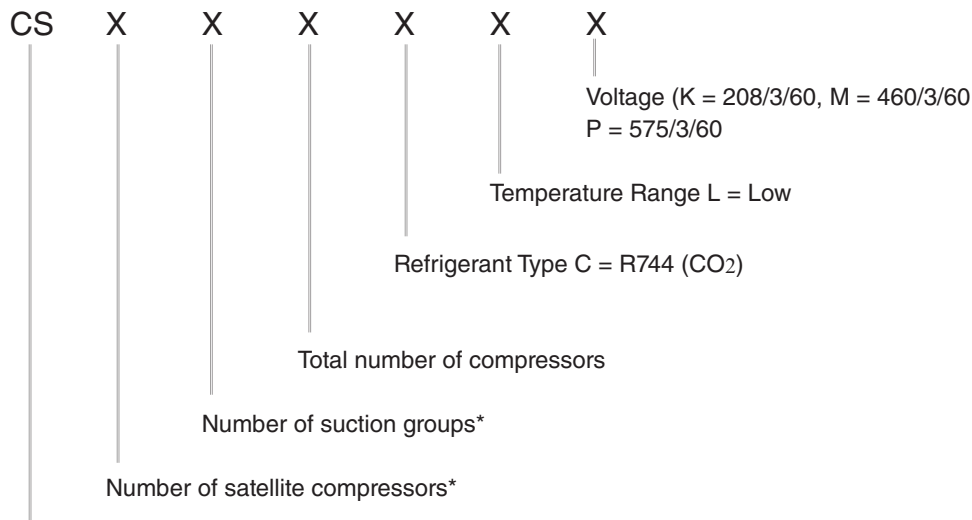 CS X X X X X X
Voltage (K = 208/3/60, M = 460/3/60
P = 575/3/60
Temperature Range L = Low
Refrigerant Type C = R744 (CO2)
Total number of compressors
Number of suction groups*
Number of satellite compressors*